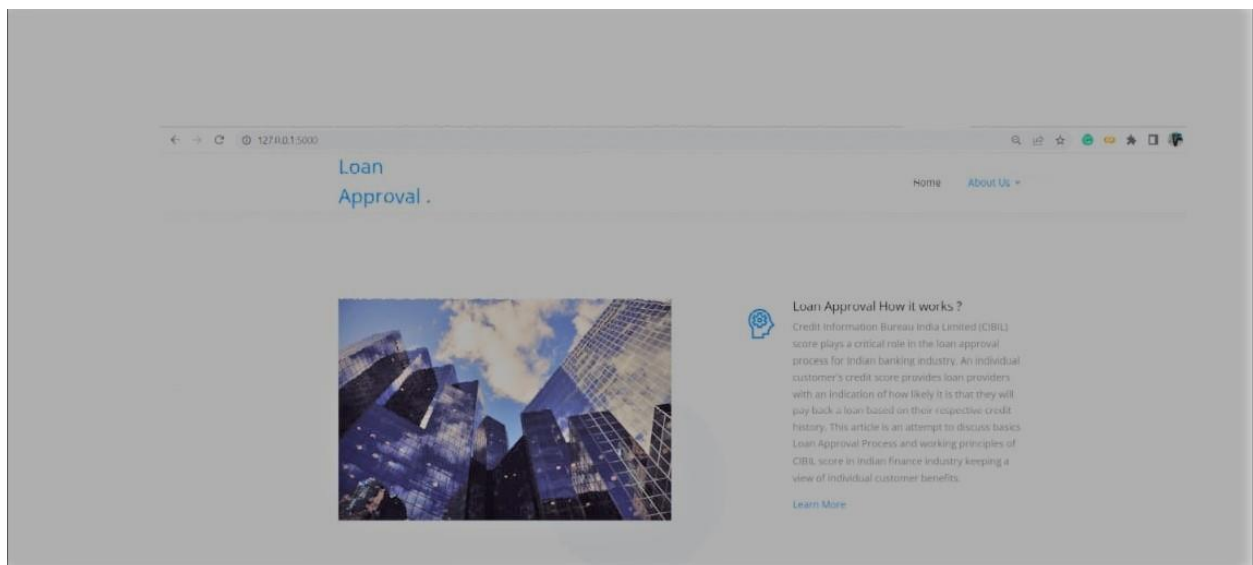 127.0.0.1:5000
Loan
Approval .
Home About Us
Loan Approval How it works ?
Credit Information Bureau India Limited (CIBIL)
score plays a critical role in the loan approval
process for Indian banking industry. An individual
customer's credit score provides loan providers
with an indication of how likely it is that they will
pay back a loan based on their respective credit
history. This article is an attempt to discuss basics
Loan Approval Process and working principles of
CIBIL score in Indian finance industry keeping a
view of individual customer benefits.
Learn More